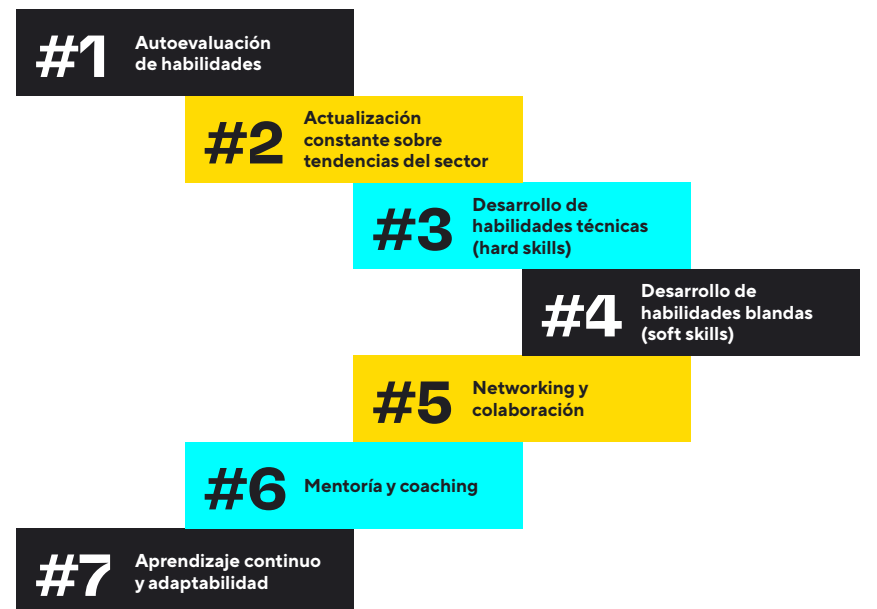 #1
Autoevaluación
de habilidades
#2
Actualización
constante sobre
tendencias del sector
#3
Desarrollo de
habilidades técnicas
(hard skills)
#4
Desarrollo de
habilidades blandas
(soft skills)
#5
Networking y
colaboración
#6
Mentoría y coaching
#7
Aprendizaje continuo
y adaptabilidad